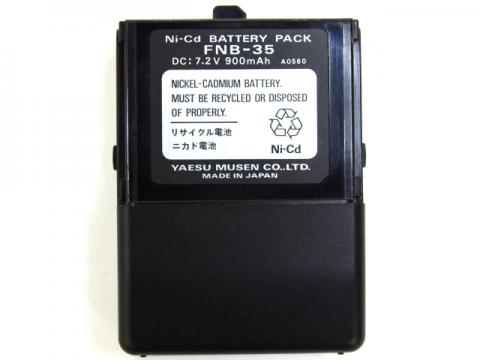 Ni-Cd BATTERY PACK
FNB-35
DC: 7.2V 900mAh A0560
NICKEL-CADMIUM BATTERY.
MUST BE RECYCLED OR DISPOSED
OF PROPERLY.
リサイクル電池
ニカド電池
Ni-Cd
YAESU MUSEN CO.,LTD.
MADE IN JAPAN